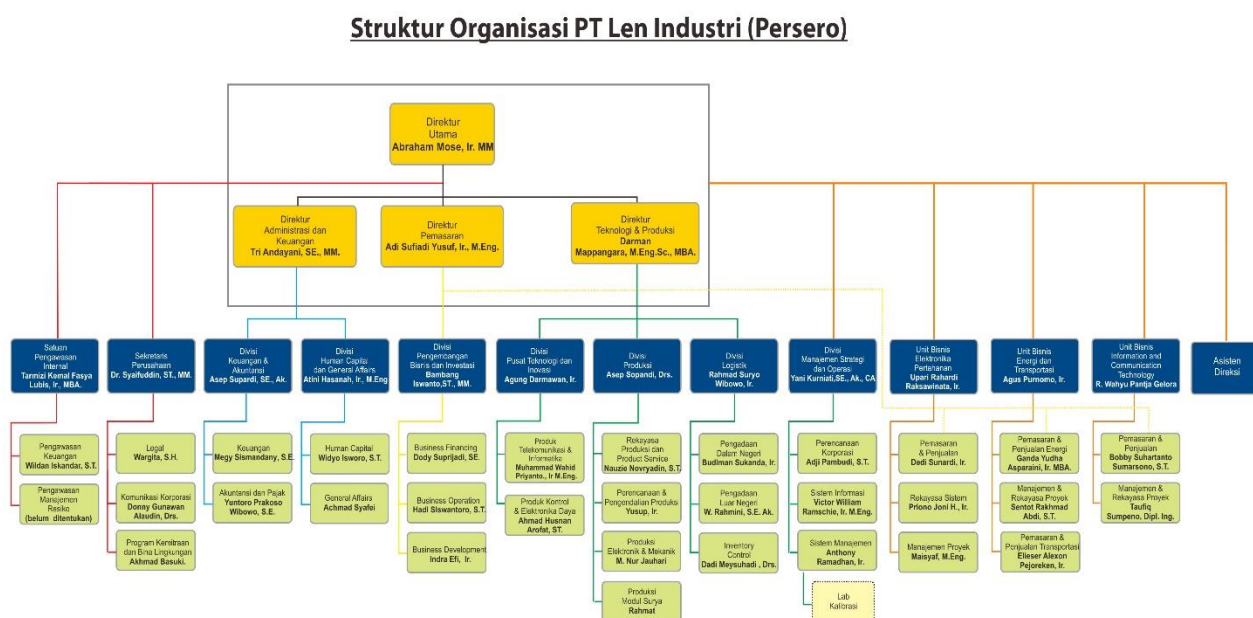 Struktur Organisasi PT Len Industri (Persero)
Direktur
Utama
Abraham Mose, Ir. MM
Direktur
Administrasi dan
Keuangan
Tri Andayani, SE., MM.
Direktur
Pemasaran
Adi Sufiadi Yusuf, Ir., M.Eng.
Direktur
Teknologi & Produksi
Darman
Mappangara, M.Eng.Sc., MBA.
Satuan
Pengawasan
Internal
Tarmizi Kemal Fasya
Lubis, Ir., MBA.
Sekretaris
Perusahaan
Dr. Syaifuddin, ST., MM.
Divisi
Keuangan &
Akuntansi
Asep Supardi, SE., Ak.
Divisi
Human Capital
dan General Affairs
Atini Hasanah, Ir., M.Eng
Divisi
Pengembangan
Bisnis dan Investasi
Bambang
Iswanto,ST., MM.
Divisi
Pusat Teknologi dan
Inovasi
Agung Darmawan, Ir.
Divisi
Produksi
Asep Sopandi, Drs.
Divisi
Logistik
Rahmad Suryo
Wibowo, Ir.
Divisi
Manajemen Strategi
dan Operasi
Yani Kurniati,SE., Ak., CA.
Unit Bisnis
Elektronika
Pertahanan
Upari Rahardi
Raksawinata, Ir.
Unit Bisnis
Energi dan
Transportasi
Agus Purnomo, Ir.
Unit Bisnis
Information and
Communication
Technology
R. Wahyu Pantja Gelora
Asisten
Direksi
Pengawasan
Keuangan
Wildan Iskandar, S.T.
Pengawasan
Manajemen
Resiko
(belum ditentukan)
Legal
Wargita, S.H.
Komunikasi Korporasi
Donny Gunawan
Alaudin, Drs.
Program Kemitraan
dan Bina Lingkungan
Akhmad Basuki.
Keuangan
Megy Sismandany, S.E.
Akuntansi dan Pajak
Yuntoro Prakoso
Wibowo, S.E.
Human Capital
Widyo Isworo, S.T.
General Affairs
Achmad Syafei
Business Financing
Dody Suprijadi, SE
Business Operation
Hadi Siswantoro, S.T.
Business Development
Indra Efi, Ir.
Produk
Telekomunikasi &
Informatika
Muhammad Wahid
Priyanto., Ir M.Eng.
Produk Kontrol
& Elektronika Daya
Ahmad Husnan
Arofat, ST.
Rekayasa
Produksi dan
Product Service
Nauzie Novryadin, S.T.
Perencanaan &
Pengendalian Produks
Yusup, Ir.
Produksi
Elektronik & Mekanik
M. Nur Jauhari
Produksi
Modul Surya
Rahmat
Pengadaan
Dalam Negeri
Budiman Sukanda, Ir.
Pengadaan
Luar Negeri
W. Rahmini, S.E. Ak.
Inventory
Control
Dadi Meysuhadi , Drs.
Perencanaan
Korporasi
Adji Pambudi, S.T.
Sistem Informasi
Victor William
Ramschie, Ir. M.Eng.
Sistem Manajemen
Anthony
Ramadhan, Ir.
Lab
Kalibrasi
Pemasaran
& Penjualan
Dedi Sunardi, Ir.
Rekayasa Sistem
Priono Joni H., Ir.
Manajemen Proyek
Maisyaf, M.Eng.
Pemasaran &
Penjualan Energi
Ganda Yudha
Asparaini, Ir. MBA.
Manajemen &
Rekayasa Proyek
Sentot Rakhmad
Abdi, S.T.
Pemasaran &
Penjualan Transportasi
Elieser Alexon
Pejoreken, Ir.
Pemasaran &
Penjualan
Bobby Suhartanto
Sumarsono, S.T.
Manajemen &
Rekayasa Proyek
Taufiq
Sumpeno, Dipl. Ing.